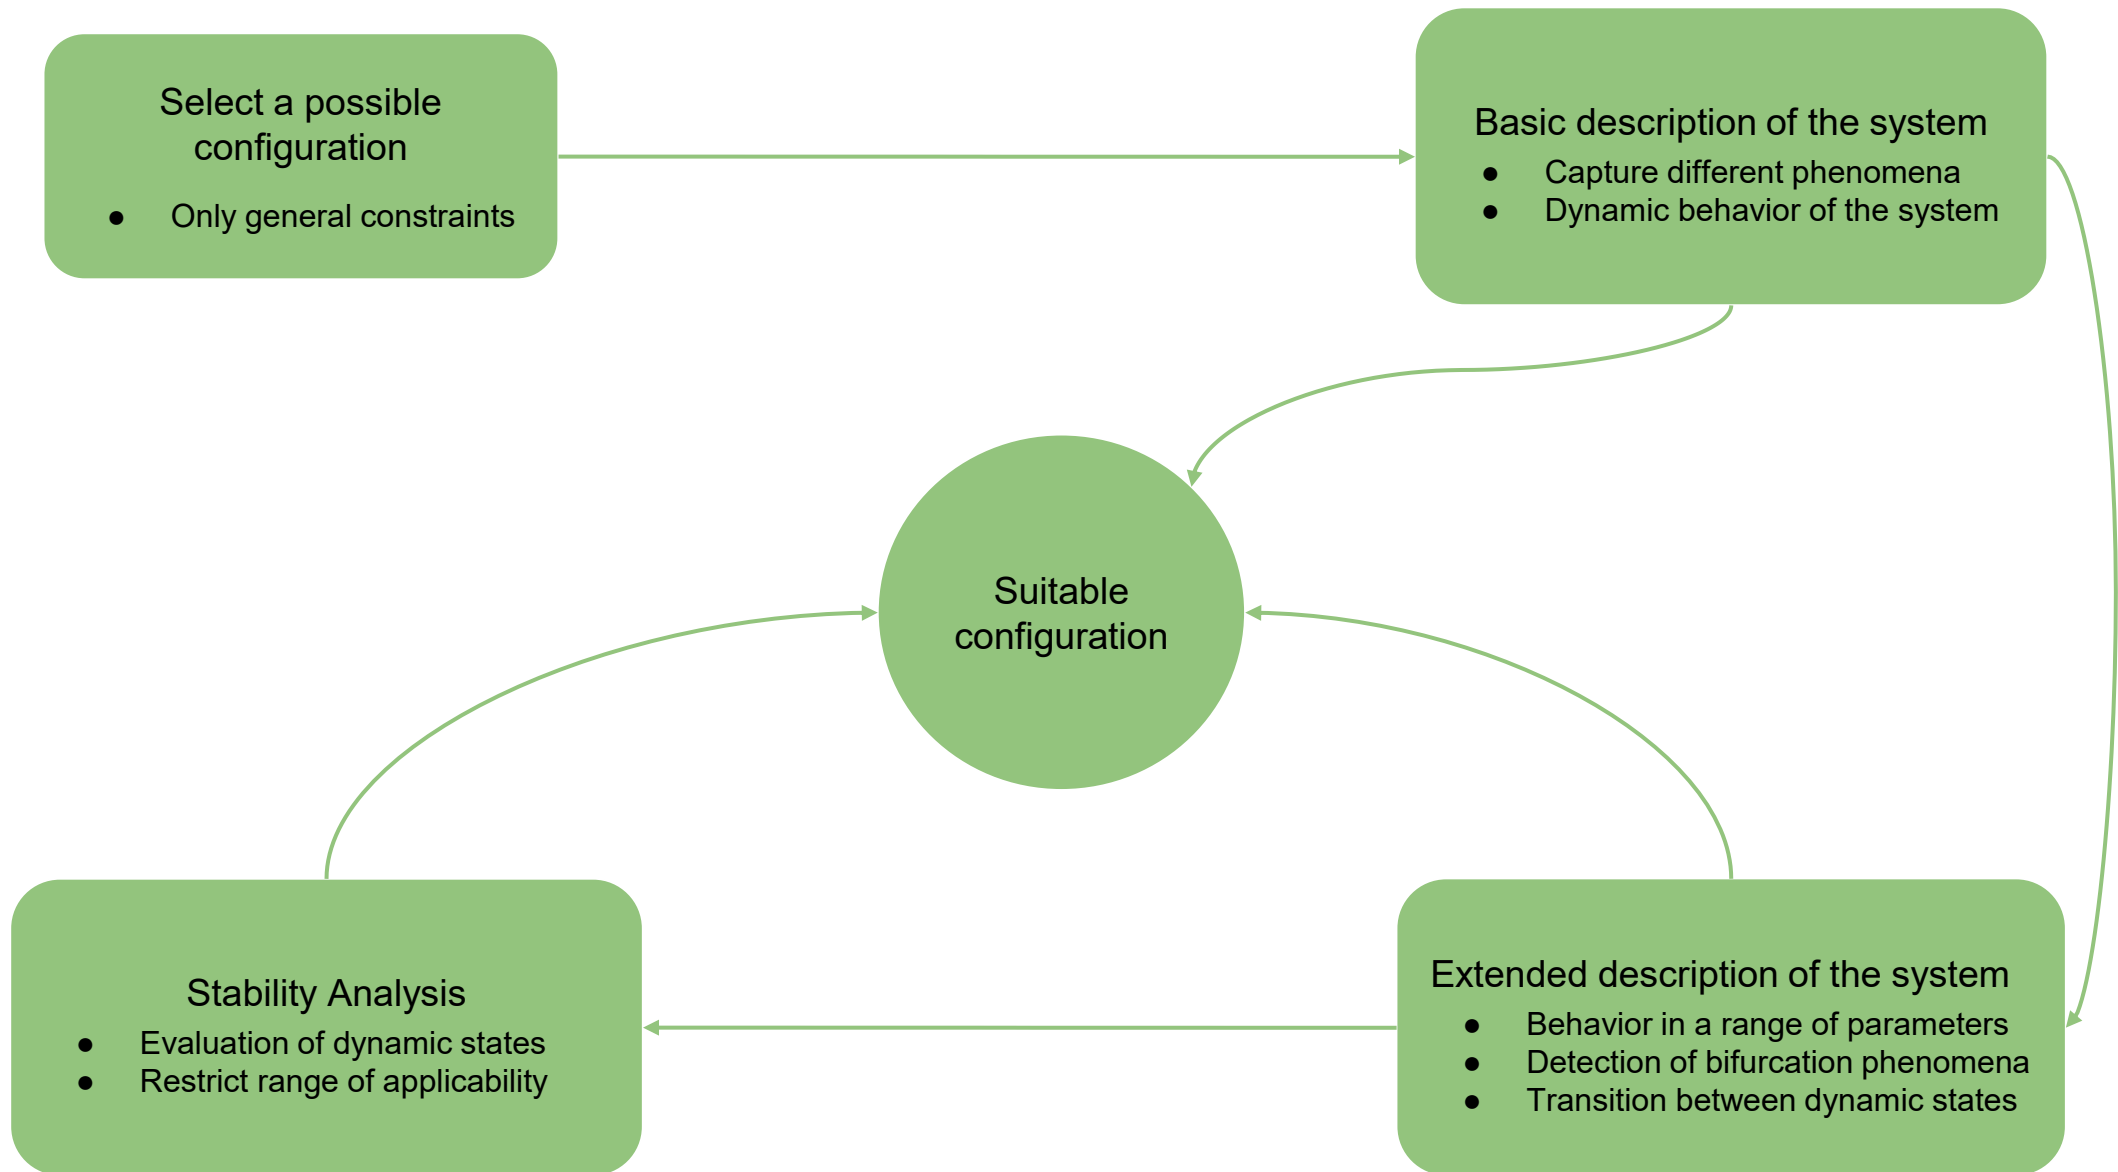 Select a possible
configuration
● Only general constraints
Basic description of the system
● Capture different phenomena
● Dynamic behavior of the system
Suitable
configuration
Stability Analysis
● Evaluation of dynamic states
● Restrict range of applicability
Extended description of the system
● Behavior in a range of parameters
● Detection of bifurcation phenomena
● Transition between dynamic states